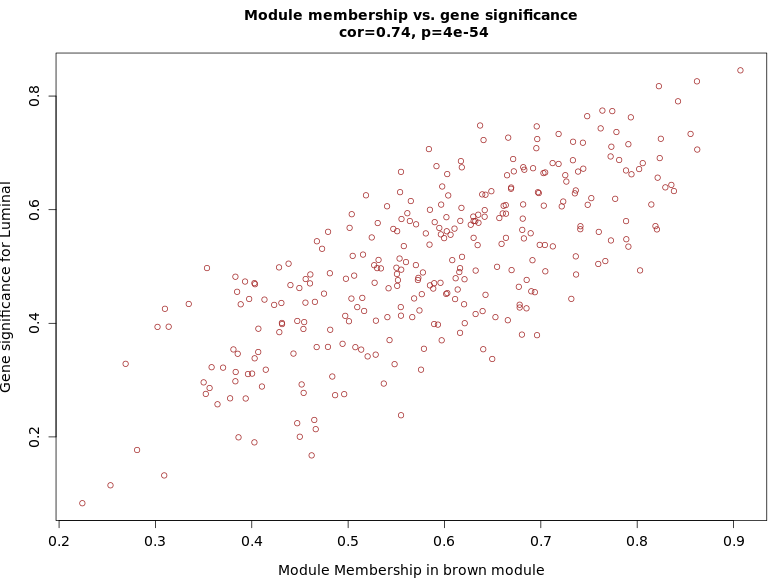 Module membership vs. gene significance
cor=0.74, p=4e-54
Gene significance for Luminal
0.8
0.6
0.4
0.2
0.2 0.3 0.4 0.5 0.6 0.7 0.8 0.9
Module Membership in brown module